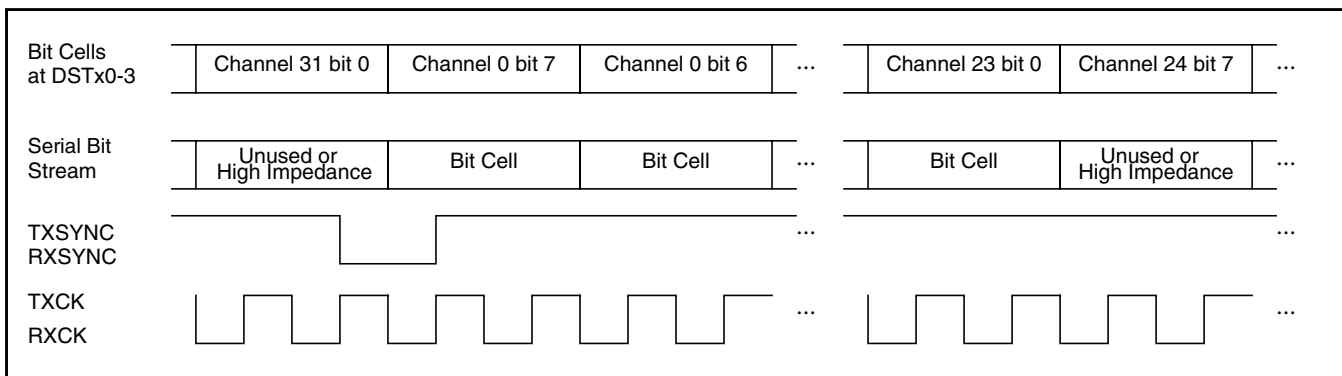 Bit Cells
at DSTx0-3
Channel 31 bit 0 Channel 0 bit 7 Channel 0 bit 6 ... Channel 23 bit 0 Channel 24 bit 7 ...
Serial Bit
Stream
Unused or
High Impedance
Bit Cell Bit Cell ... Bit Cell
Unused or
High Impedance
...
TXSYNC
RXSYNC
... ...
TXCK
RXCK
... ...